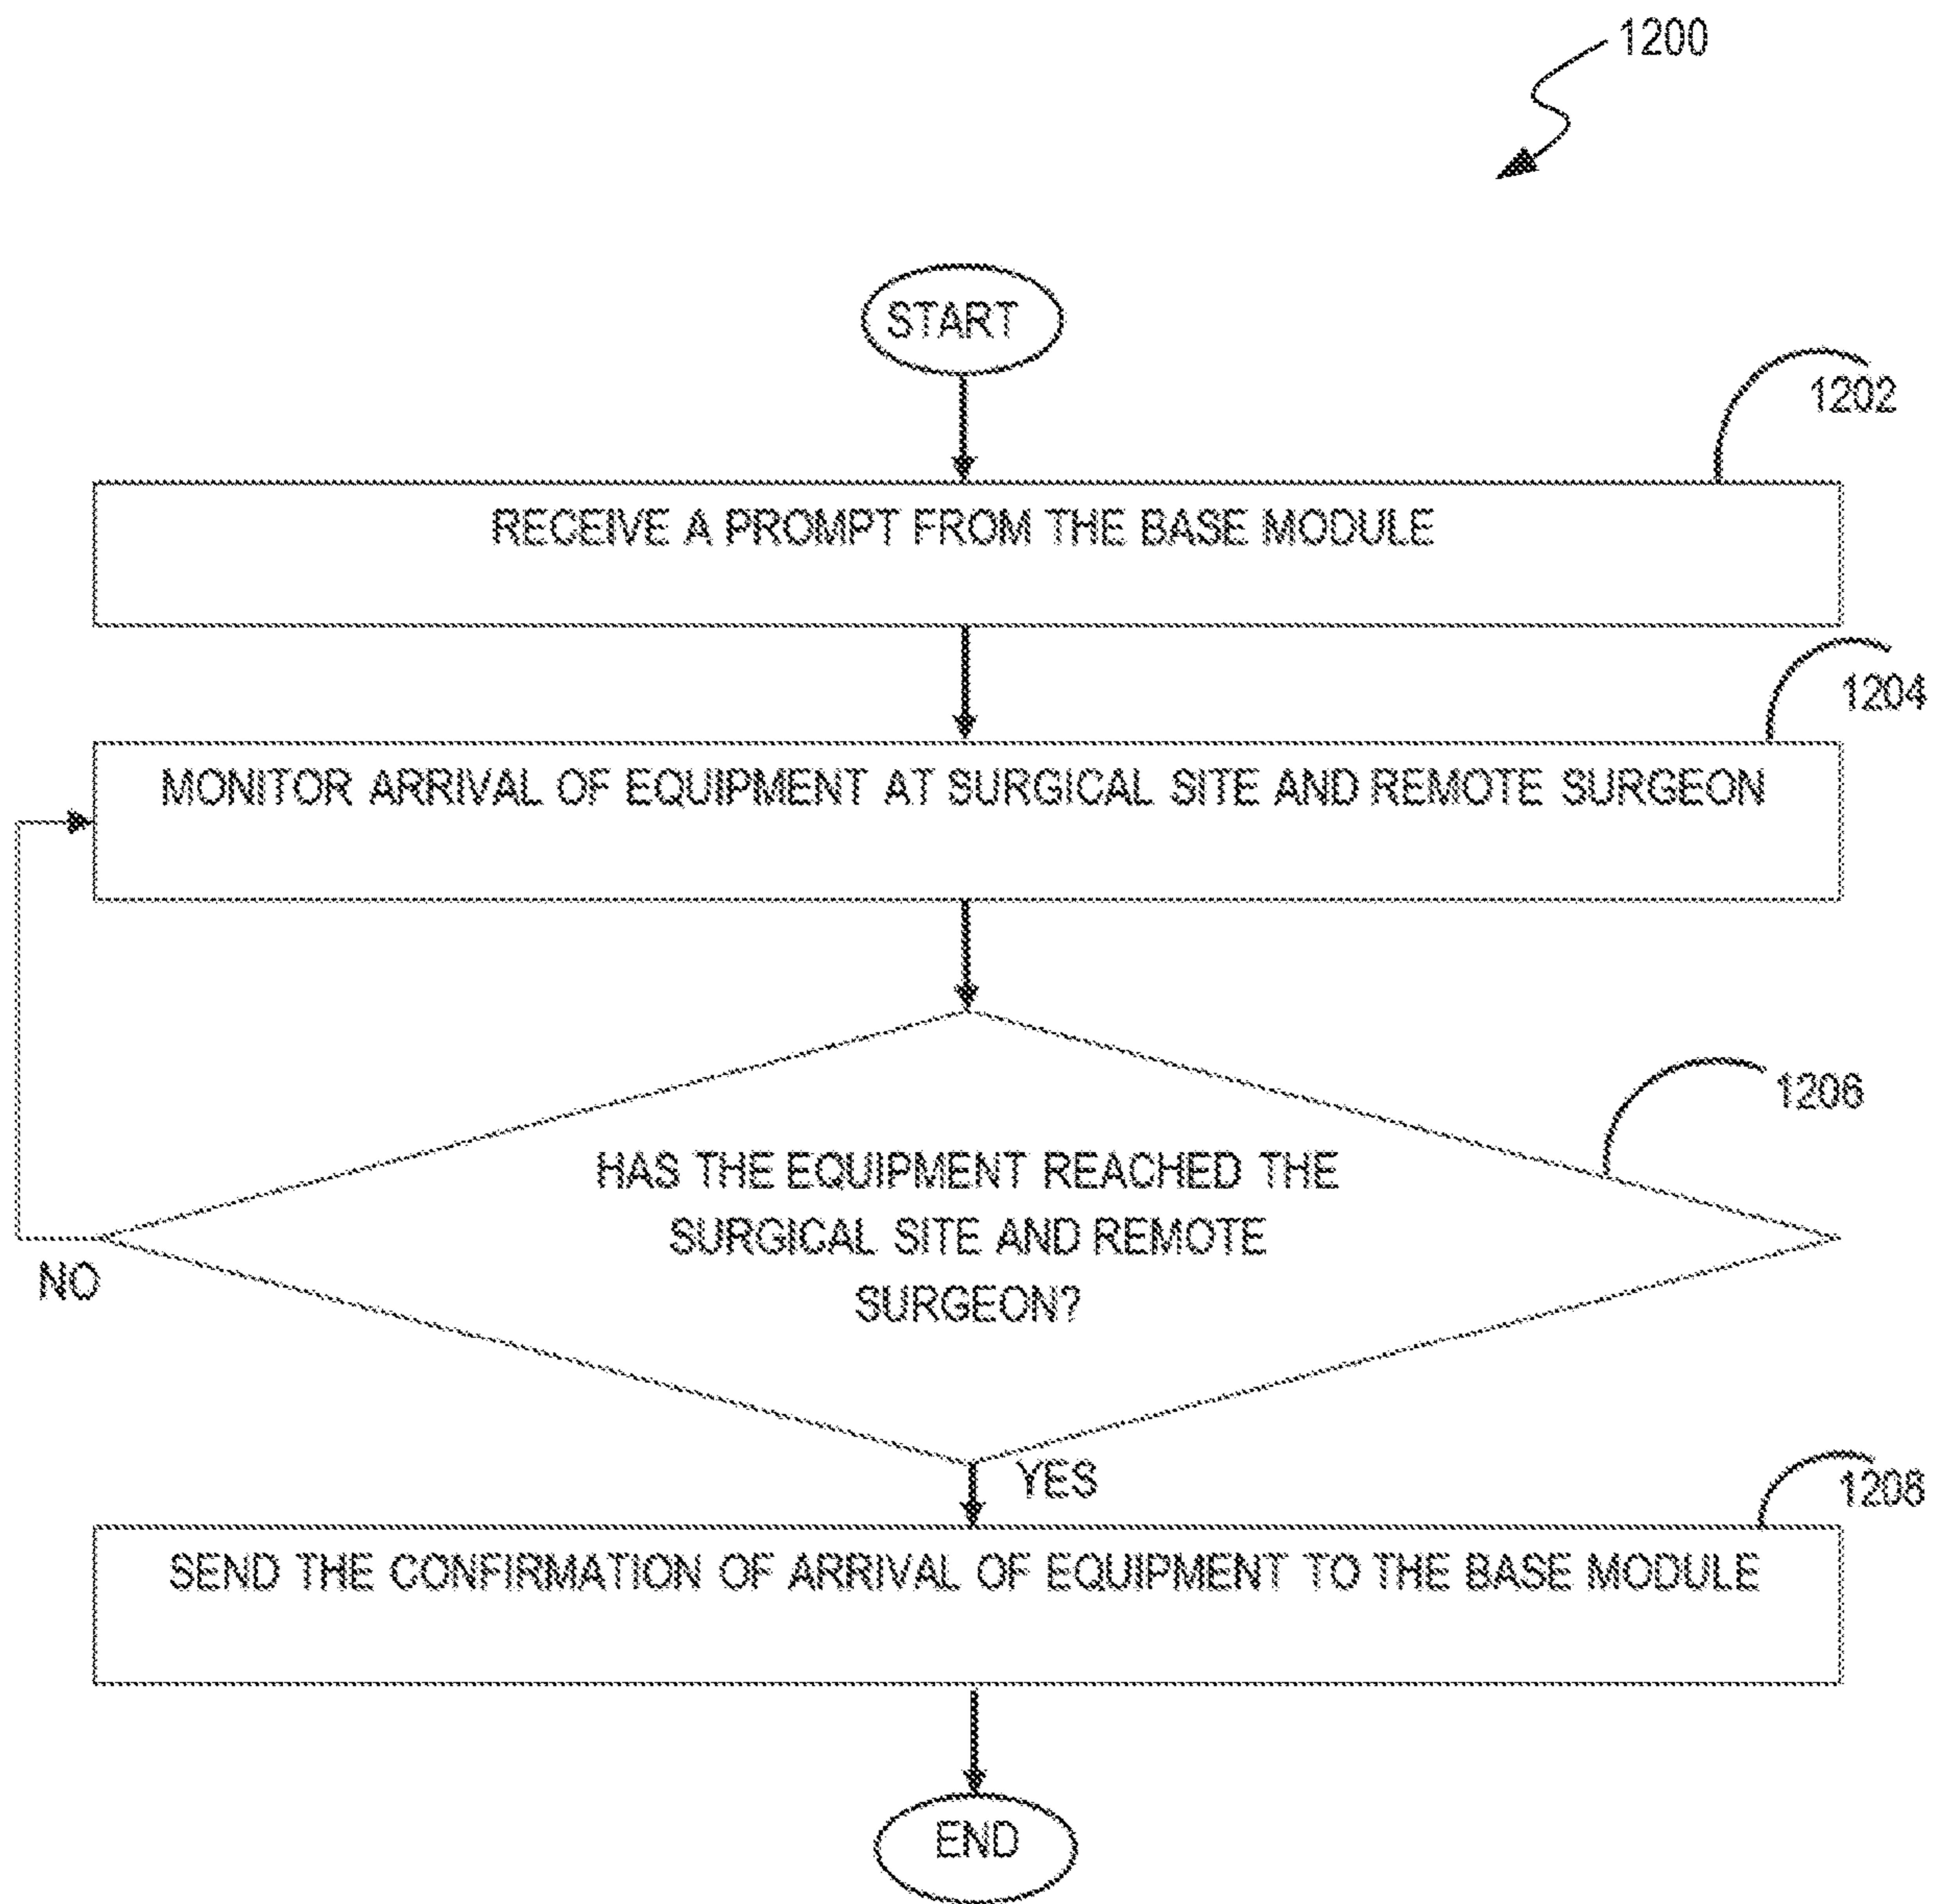 1200
START
1202
RECEIVE A PROMPT FROM THE BASE MODULE
1204
MONITOR ARRIVAL OF EQUIPMENT AT SURGICAL SITE AND REMOTE SURGEON
1206
HAS THE EQUIPMENT REACHED THE
SURGICAL SITE AND REMOTE
SURGEON?
NO
YES
1208
SEND THE CONFIRMATION OF ARRIVAL OF EQUIPMENT TO THE BASE MODULE
END